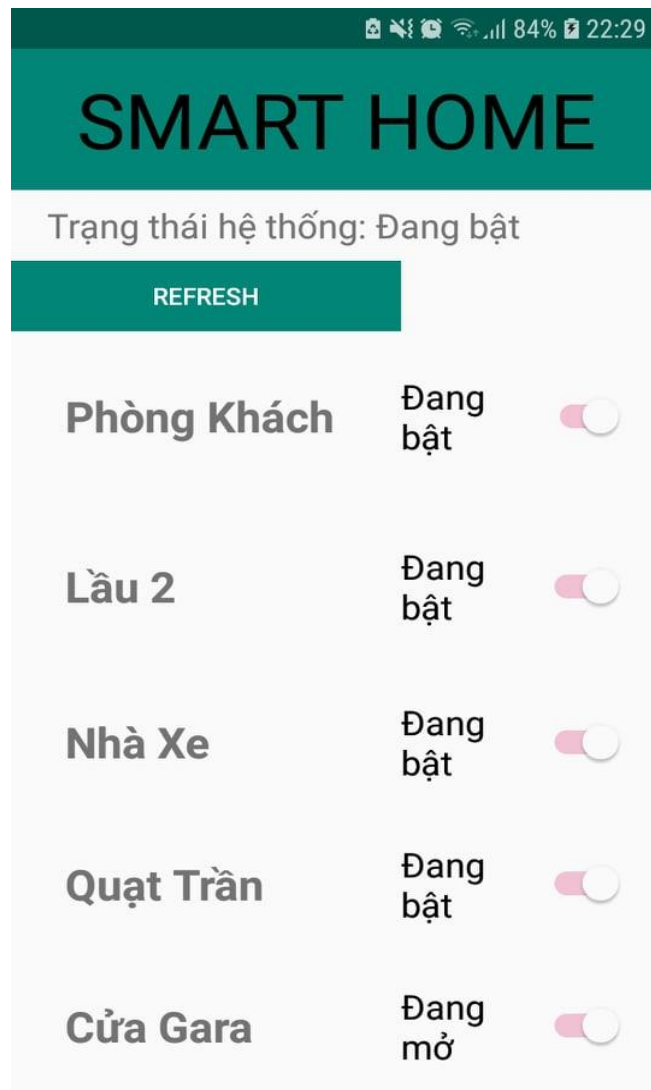 84% 22:29
SMART HOME
Trạng thái hệ thống: Đang bật
REFRESH
Phòng Khách
Đang
bật
Lầu 2
Đang
bật
Nhà Xe
Đang
bật
Quạt Trần
Đang
bật
Cửa Gara
Đang
mở